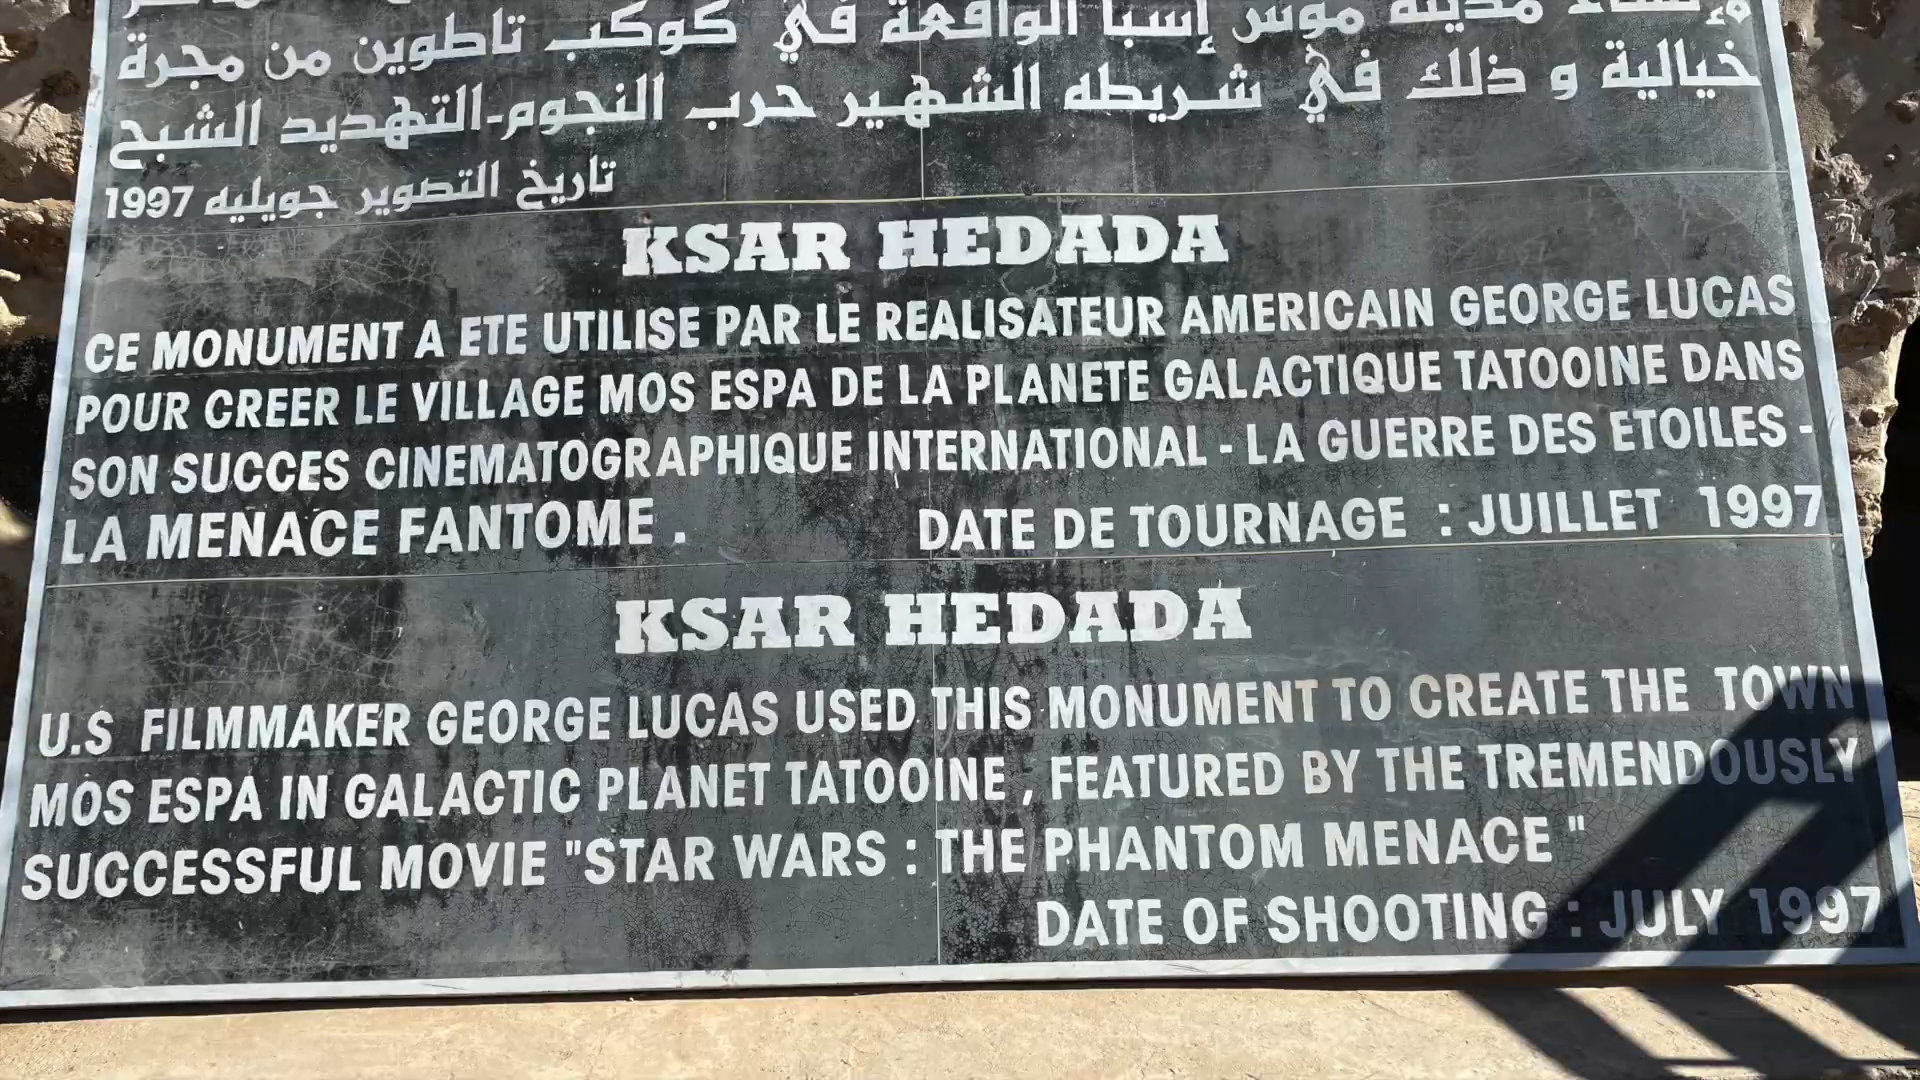 لإنشاء مدينة موس إسبا الواقعة في كوكب تاطوين من مجرة
خيالية و ذلك في شريطه الشهير حرب النجوم-التهديد الشبح
تاريخ التصوير جويليه 1997
KSAR HEDADA
CE MONUMENT A ETE UTILISE PAR LE REALISATEUR AMERICAIN GEORGE LUCAS
POUR CREER LE VILLAGE MOS ESPA DE LA PLANETE GALACTIQUE TATOOINE DANS
SON SUCCES CINEMATOGRAPHIQUE INTERNATIONAL - LA GUERRE DES ETOILES -
LA MENACE FANTOME . DATE DE TOURNAGE : JUILLET 1997
KSAR HEDADA
U.S FILMMAKER GEORGE LUCAS USED THIS MONUMENT TO CREATE THE TOWN
MOS ESPA IN GALACTIC PLANET TATOOINE , FEATURED BY THE TREMENDOUSLY
SUCCESSFUL MOVIE "STAR WARS : THE PHANTOM MENACE "
DATE OF SHOOTING : JULY 1997